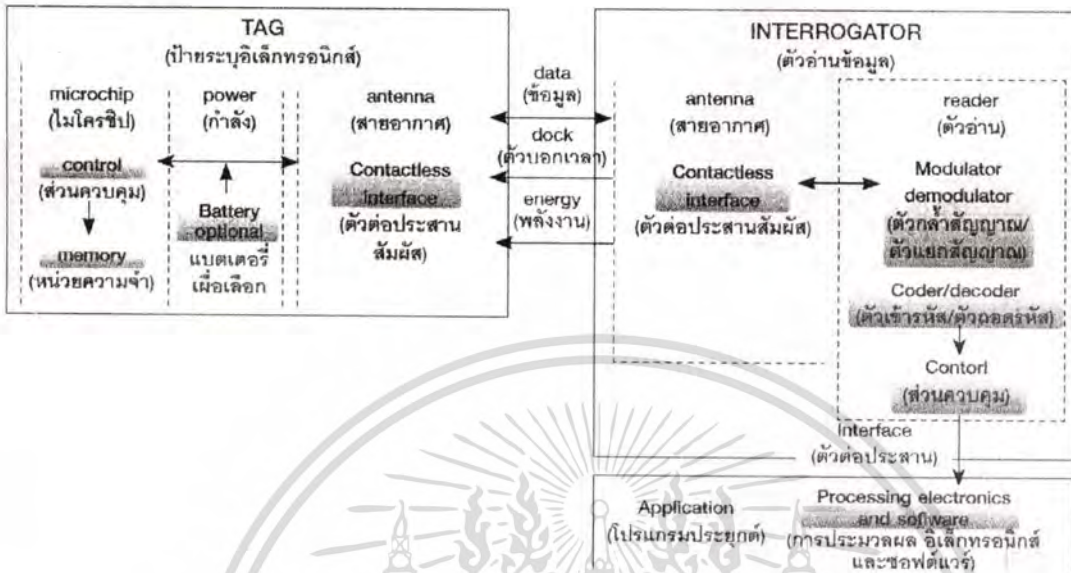 TAG
(ป้ายระบุอิเล็กทรอนิกส์)
microchip
(ไมโครชิป)
control
(ส่วนควบคุม)
memory
(หน่วยความจำ)
power
(กำลัง)
Battery
optional
แบตเตอรี่
เผื่อเลือก
antenna
(สายอากาศ)
Contactless
interface
(ตัวต่อประสาน
สัมผัส)
data
(ข้อมูล)
dock
(ตัวบอกเวลา)
energy
(พลังงาน)
INTERROGATOR
(ตัวอ่านข้อมูล)
antenna
(สายอากาศ)
Contactless
interface
(ตัวต่อประสานสัมผัส)
reader
(ตัวอ่าน)
Modulator
demodulator
(ตัวกล้ำสัญญาณ/
ตัวแยกสัญญาณ)
Coder/decoder
(ตัวเข้ารหัส/ตัวถอดรหัส)
Contorl
(ส่วนควบคุม)
Interface
(ตัวต่อประสาน)
Application
(โปรแกรมประยุกต์)
Processing electronics
and software
(การประมวลผล อิเล็กทรอนิกส์
และซอฟต์แวร์)